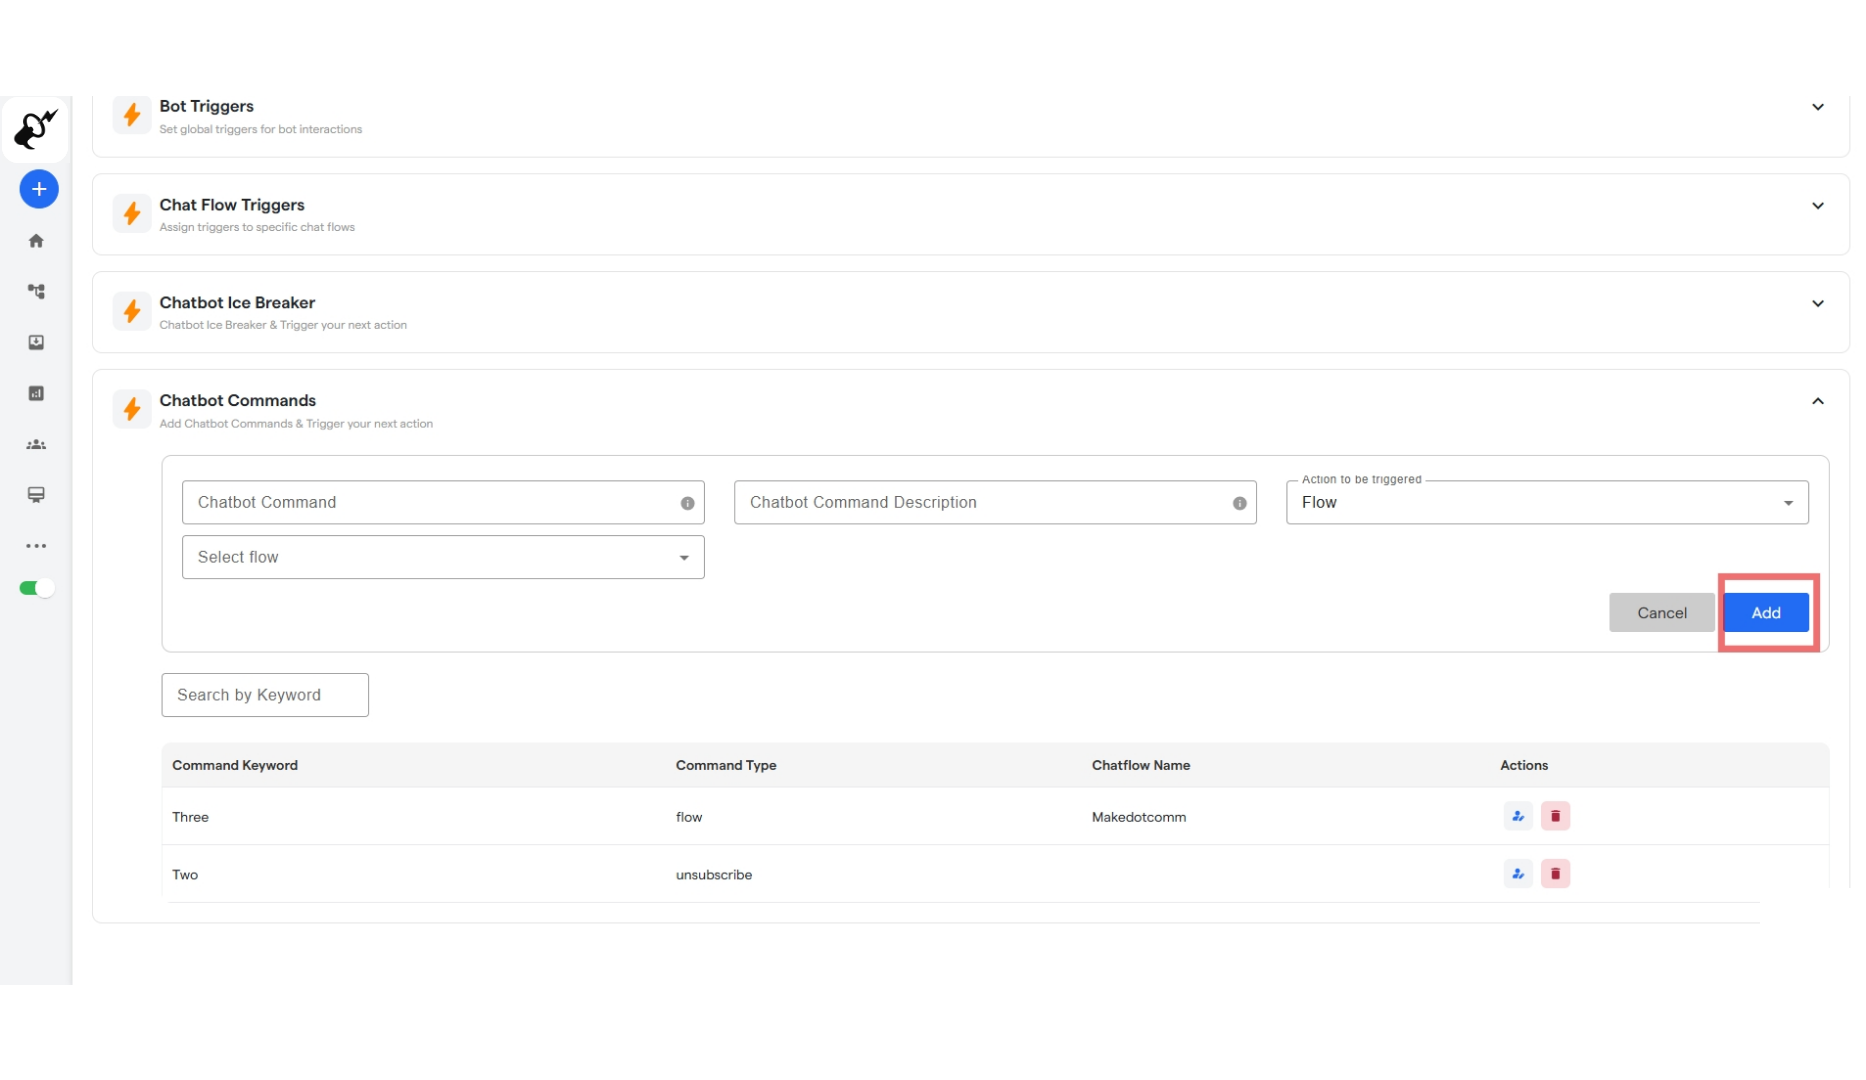 Bot Triggers
Set global triggers for bot interactions
Chat Flow Triggers
Assign triggers to specific chat flows
Chatbot Ice Breaker
Chatbot Ice Breaker & Trigger your next action
Chatbot Commands
Add Chatbot Commands & Trigger your next action
Action to be triggered
Chatbot Command
Chatbot Command Description
Flow
Select flow
Cancel
Add
Search by Keyword
Command Keyword
Command Type
Chatflow Name
Actions
Three
flow
Makedotcomm
Two
unsubscribe